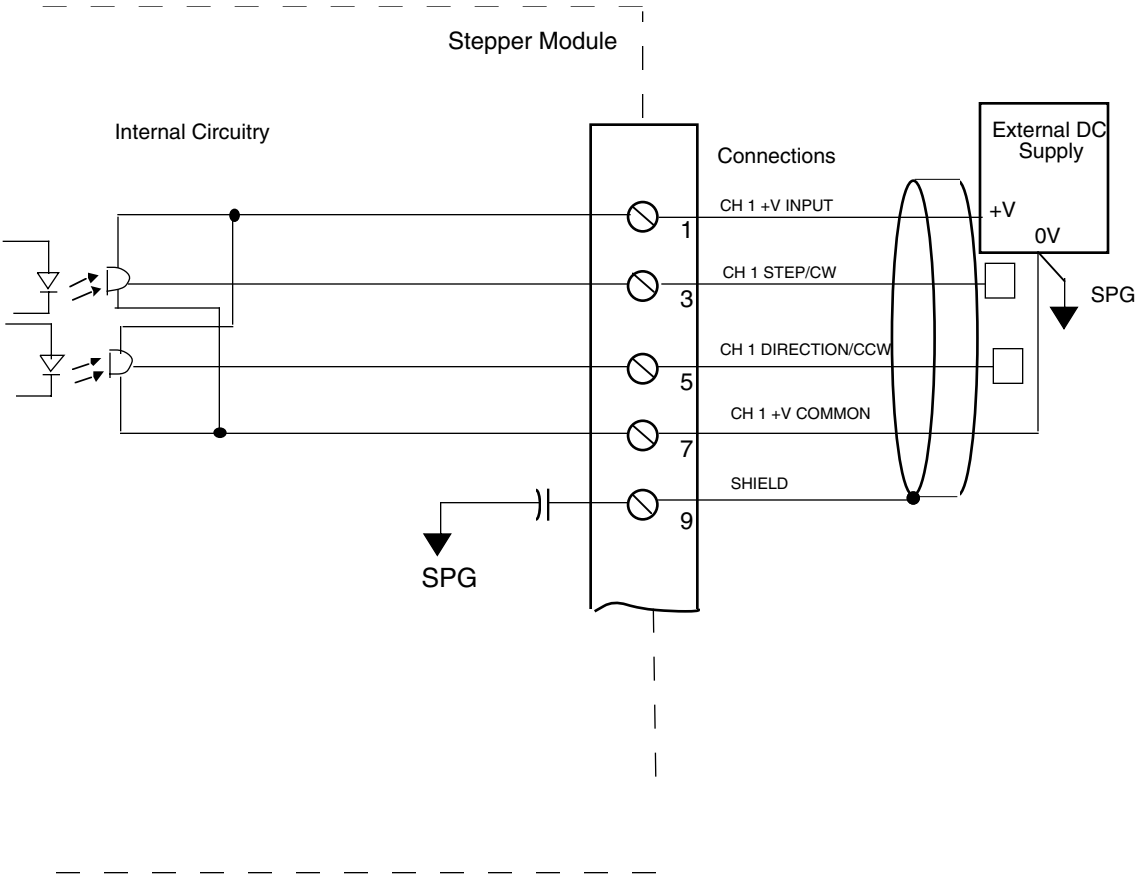 Stepper Module
Internal Circuitry
Connections
External DC
Supply
CH 1 +V INPUT
+V
1
0V
CH 1 STEP/CW
3
SPG
CH 1 DIRECTION/CCW
5
CH 1 +V COMMON
7
SHIELD
9
SPG